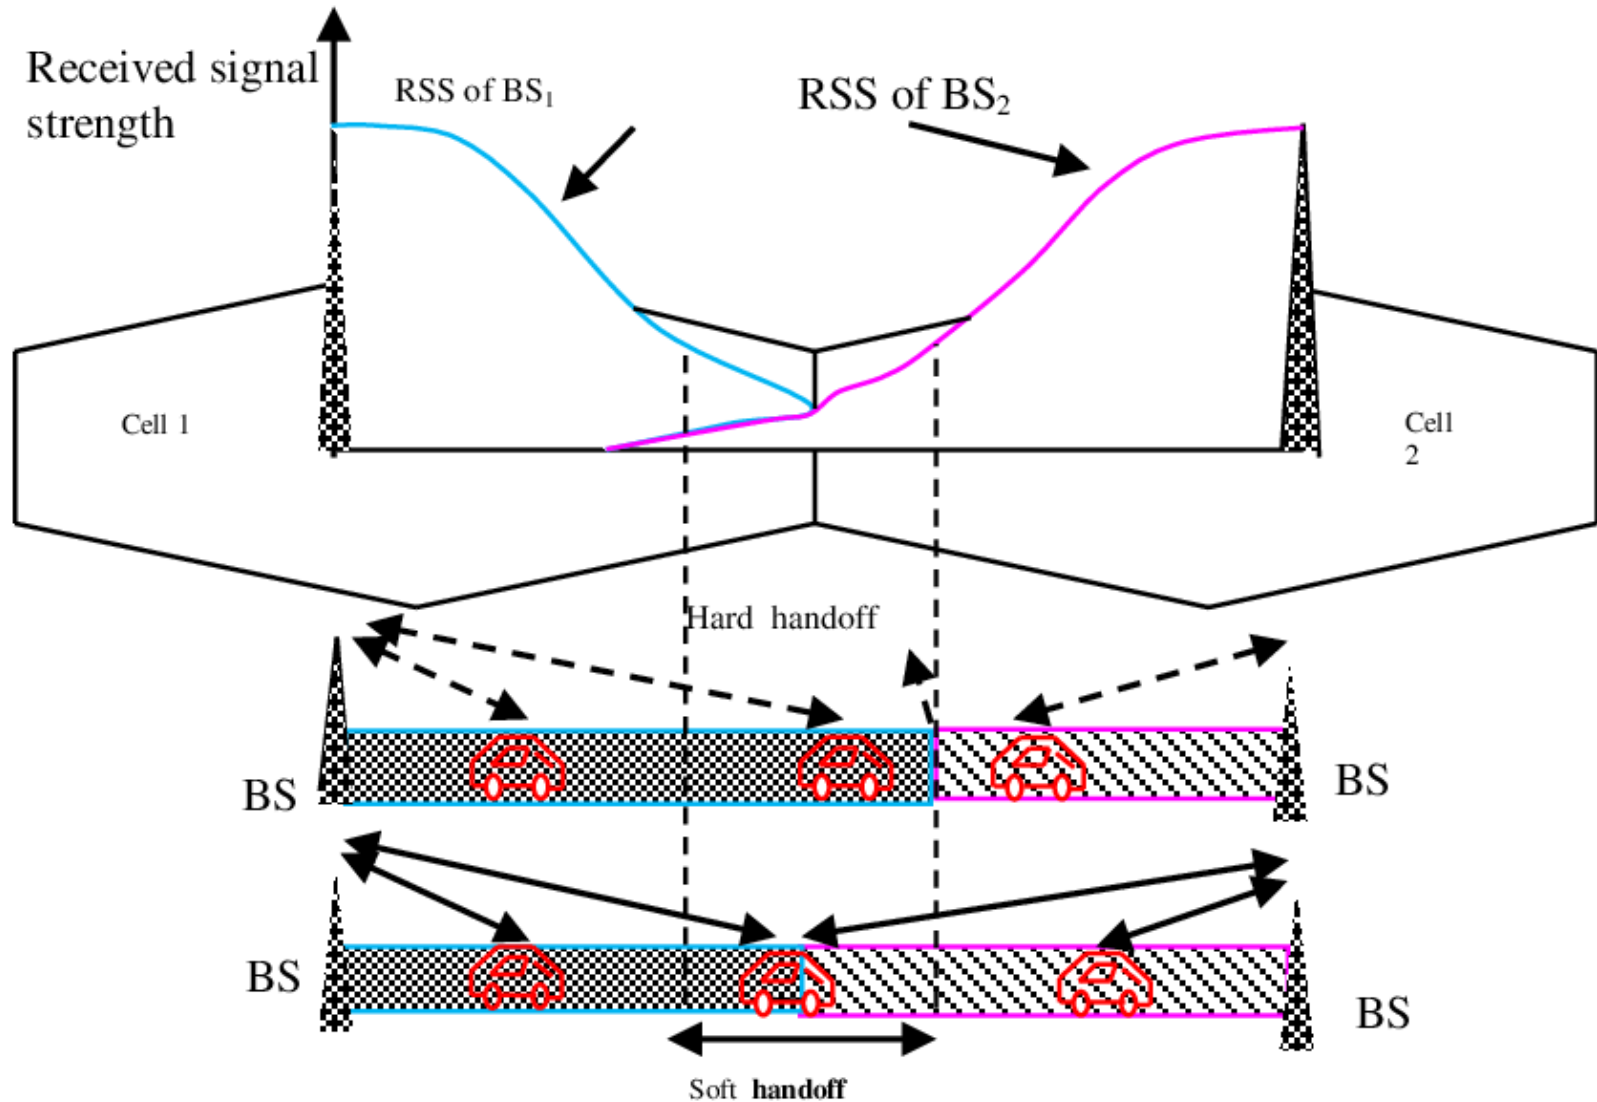 Received signal
strength
RSS of BS₁
RSS of BS₂
Cell 1
Cell
2
Hard handoff
BS
BS
BS
BS
Soft handoff